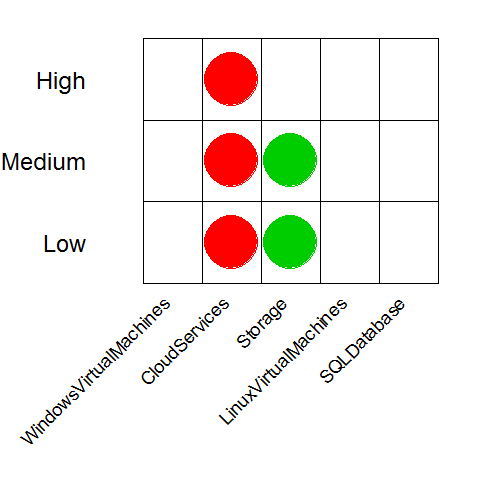 High
Medium
Low
WindowsVirtualMachines
CloudServices
Storage
LinuxVirtualMachines
SQLDatabase